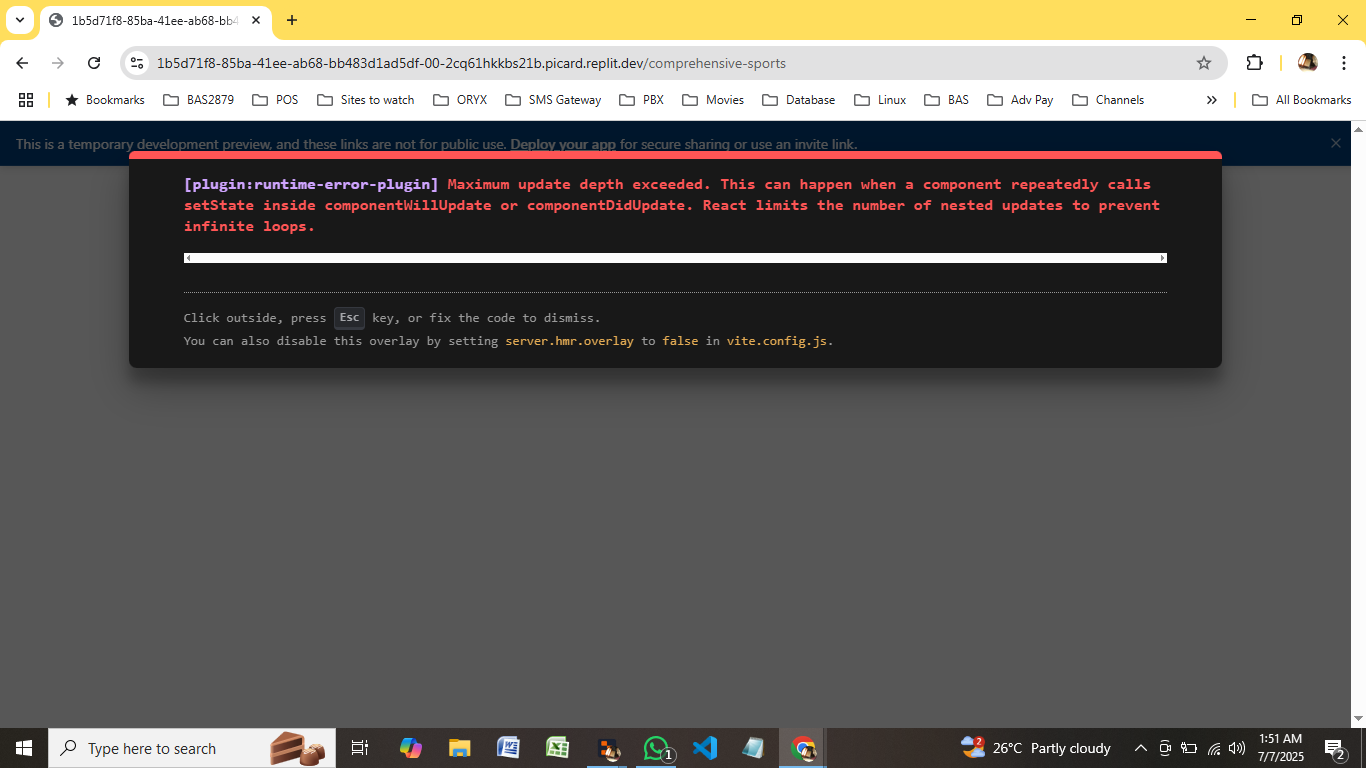 1b5d71f8-85ba-41ee-ab68-bb4
1b5d71f8-85ba-41ee-ab68-bb483d1ad5df-00-2cq61hkkbs21b.picard.replit.dev/comprehensive-sports
Bookmarks BAS2879 POS Sites to watch ORYX SMS Gateway PBX Movies Database Linux BAS Adv Pay Channels » All Bookmarks
This is a temporary development preview, and these links are not for public use. Deploy your app for secure sharing or use an invite link.
[plugin:runtime-error-plugin] Maximum update depth exceeded. This can happen when a component repeatedly calls
setState inside componentWillUpdate or componentDidUpdate. React limits the number of nested updates to prevent
infinite loops.
Click outside, press Esc key, or fix the code to dismiss.
You can also disable this overlay by setting server.hmr.overlay to false in vite.config.js.
Type here to search
1
2
26°C Partly cloudy
1:51 AM
7/7/2025
2